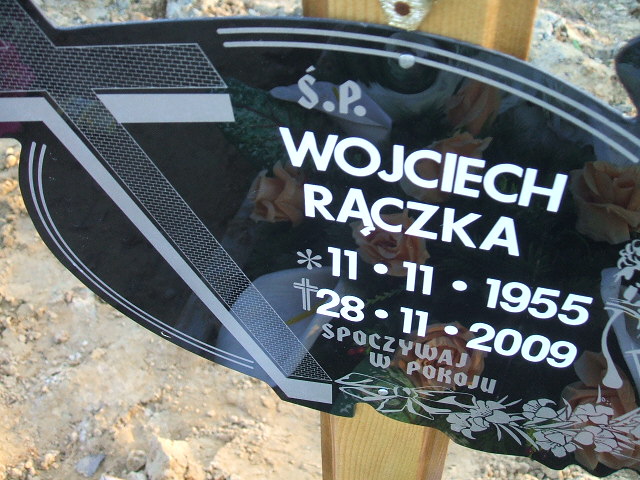 Ś.P.
WOJCIECH
RĄCZKA
* 11 • 11 • 1955
† 28 • 11 • 2009
SPOCZYWAJ
W POKOJU